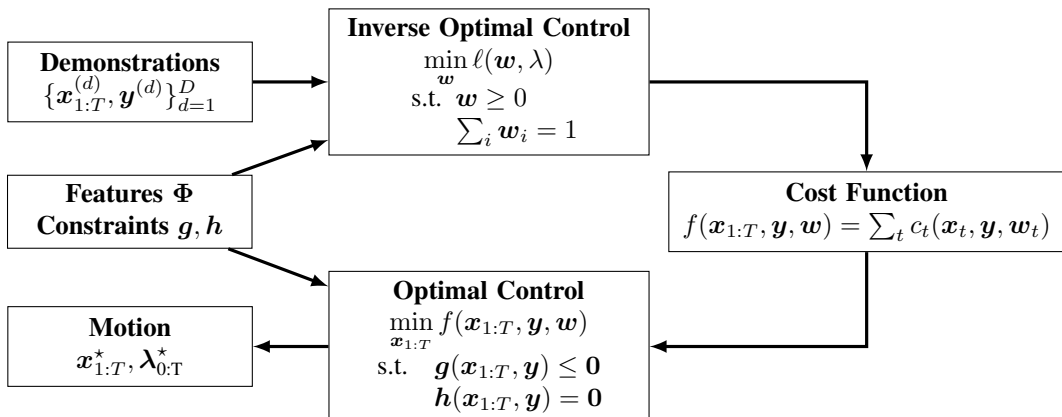 Demonstrations
{x_{1:T}^{(d)}, y^{(d)}}_{d=1}^{D}
Features Φ
Constraints g, h
Motion
x^⋆_{1:T}, λ^⋆_{0:T}
Inverse Optimal Control
min_w ℓ(w, λ)
s.t. w ≥ 0
∑_i w_i = 1
Optimal Control
min_{x_{1:T}} f(x_{1:T}, y, w)
s.t. g(x_{1:T}, y) ≤ 0
h(x_{1:T}, y) = 0
Cost Function
f(x_{1:T}, y, w) = ∑_t c_t(x_t, y, w_t)